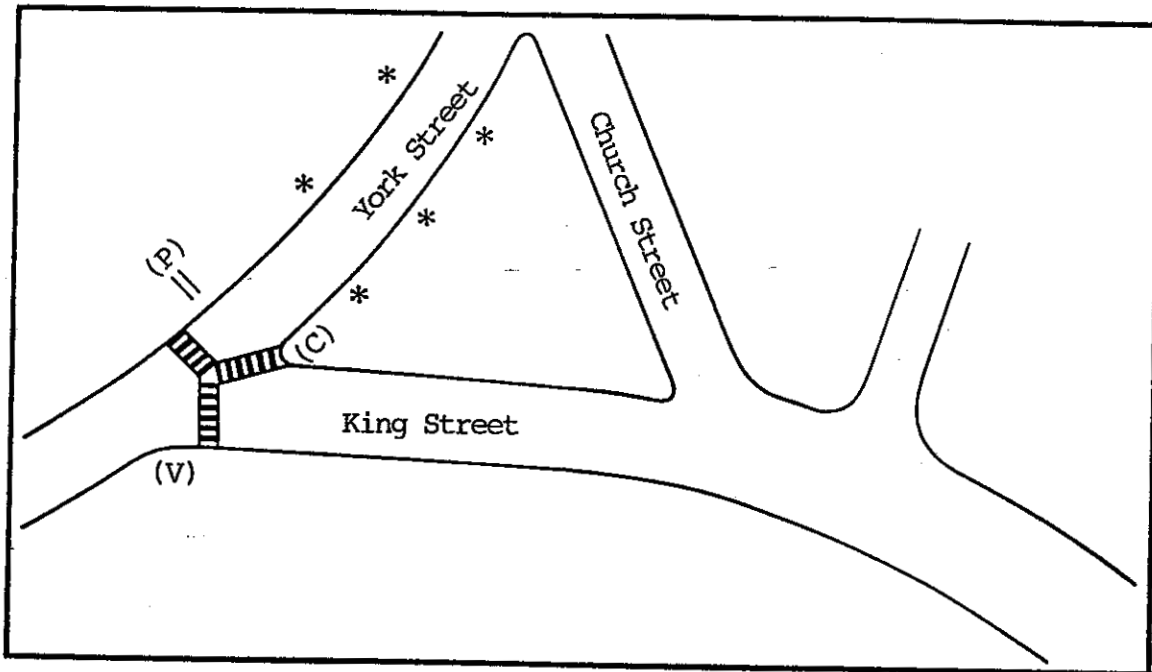 York Street
Church Street
(P)
(C)
King Street
(V)